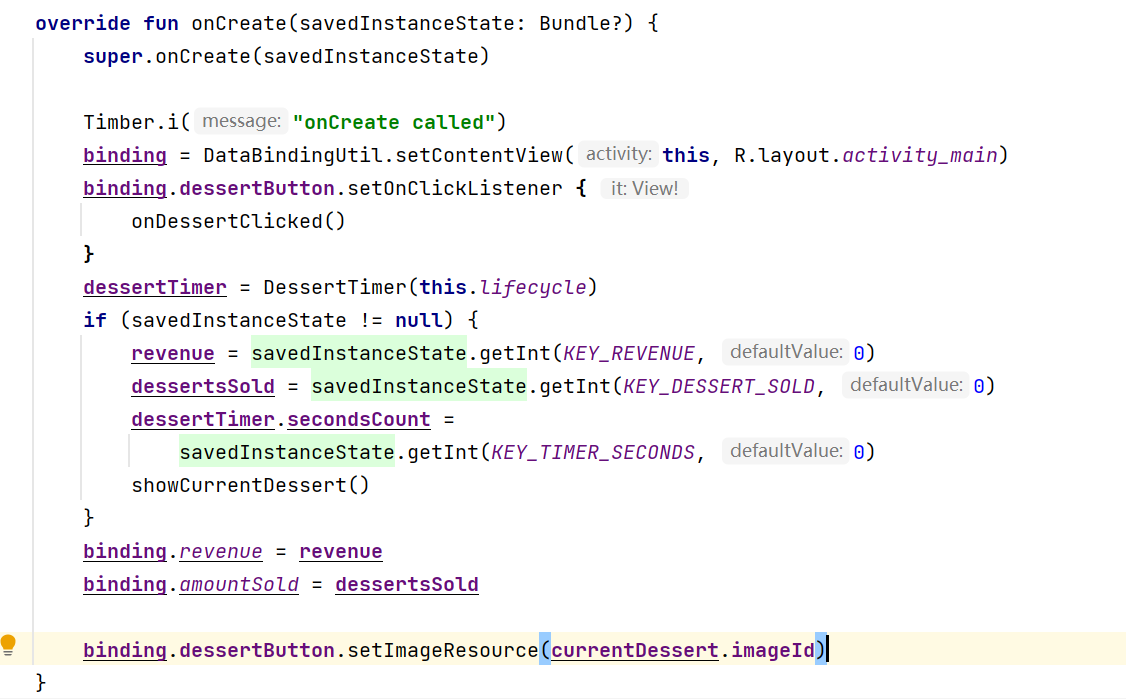 override fun onCreate(savedInstanceState: Bundle?) {
super.onCreate(savedInstanceState)
Timber.i( message: "onCreate called")
binding = DataBindingUtil.setContentView( activity: this, R.layout.activity_main)
binding.dessertButton.setOnClickListener { it: View!
onDessertClicked()
}
dessertTimer = DessertTimer(this.lifecycle)
if (savedInstanceState != null) {
revenue = savedInstanceState.getInt(KEY_REVENUE, defaultValue: 0)
dessertsSold = savedInstanceState.getInt(KEY_DESSERT_SOLD, defaultValue: 0)
dessertTimer.secondsCount =
savedInstanceState.getInt(KEY_TIMER_SECONDS, defaultValue: 0)
showCurrentDessert()
}
binding.revenue = revenue
binding.amountSold = dessertsSold
binding.dessertButton.setImageResource(currentDessert.imageId)
}